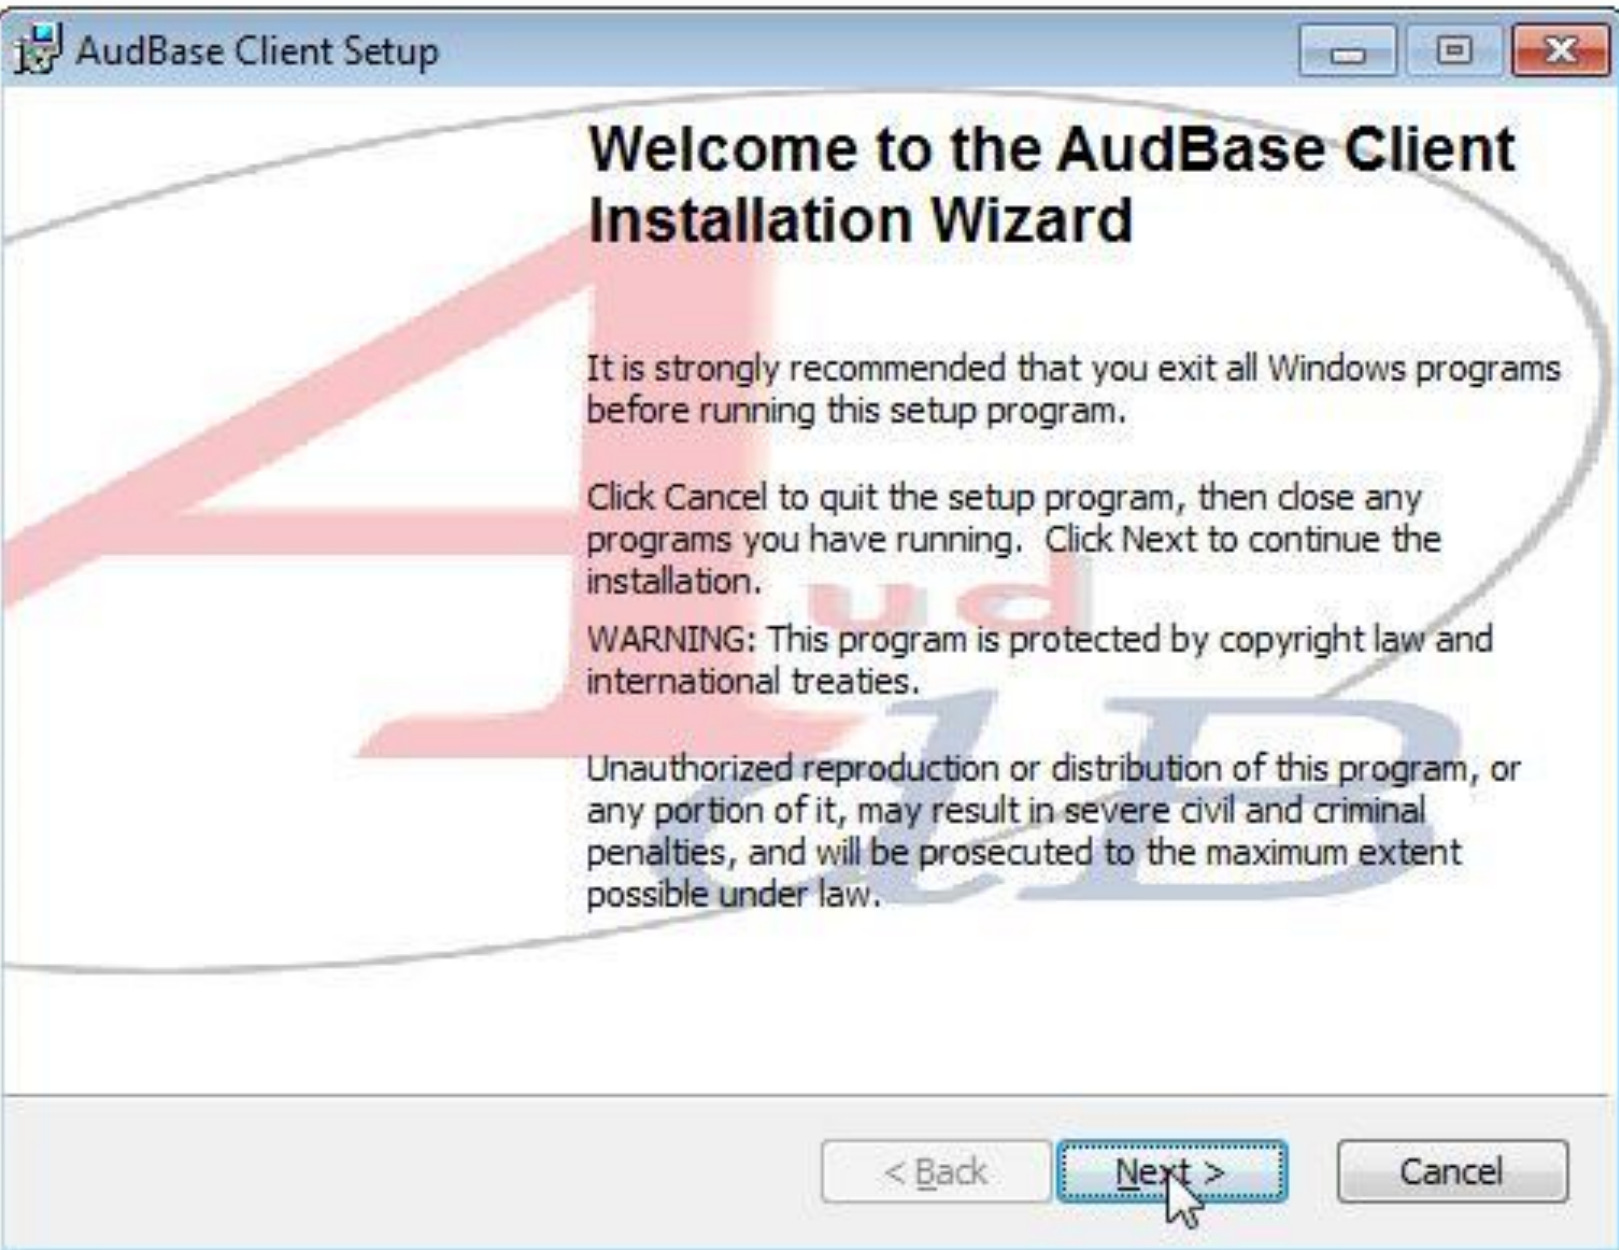 AudBase Client Setup
Welcome to the AudBase Client
Installation Wizard
It is strongly recommended that you exit all Windows programs
before running this setup program.
Click Cancel to quit the setup program, then close any
programs you have running.  Click Next to continue the
installation.
WARNING: This program is protected by copyright law and
international treaties.
Unauthorized reproduction or distribution of this program, or
any portion of it, may result in severe civil and criminal
penalties, and will be prosecuted to the maximum extent
possible under law.
Aud
dB
< Back
Next >
Cancel